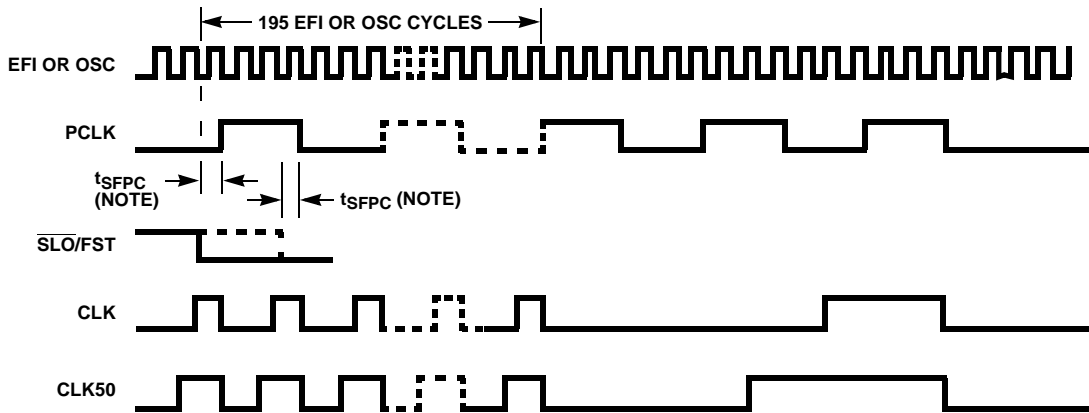 195 EFI OR OSC CYCLES
EFI OR OSC
PCLK
tSFPC
(NOTE)
tSFPC (NOTE)
SLO/FST
CLK
CLK50